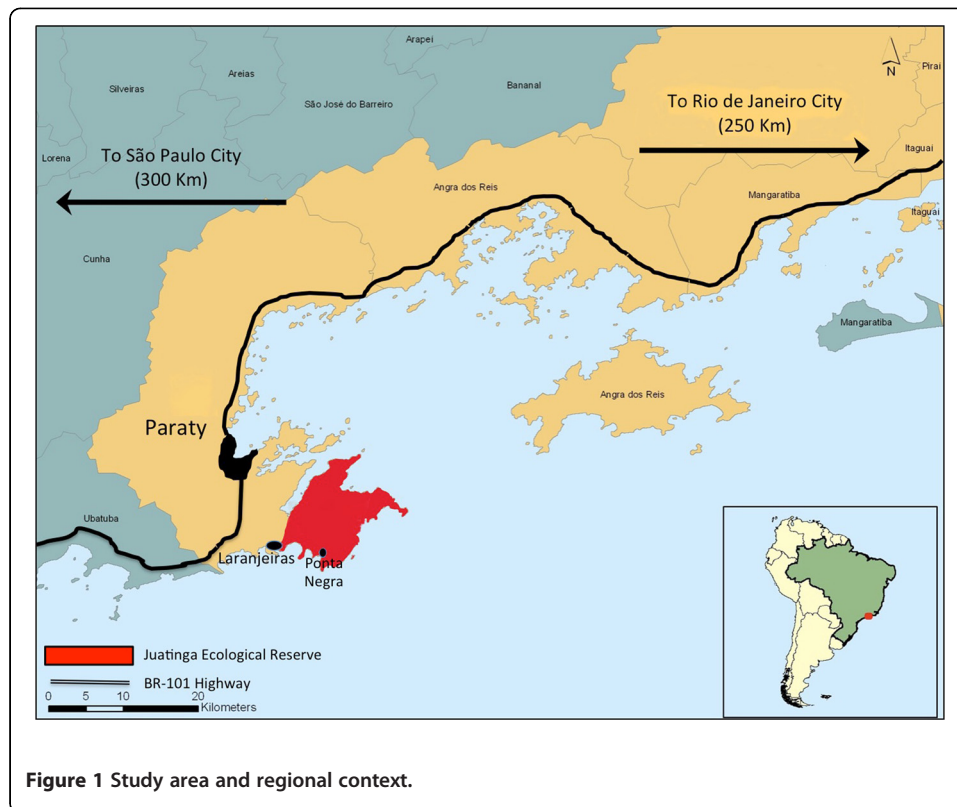 Arapei
Pirai
Areias
Silveiras
Bananal
São José do Barreiro
N
To Rio de Janeiro City
(250 Km)
Lorena
To São Paulo City
(300 Km)
Itaguai
Angra dos Reis
Mangaratiba
Itaguai
Cunha
Mangaratiba
Angra dos Reis
Paraty
Ubatuba
Laranjeiras
Ponta
Negra
Juatinga Ecological Reserve
BR-101 Highway
0 5 10 20
Kilometers
Figure 1 Study area and regional context.